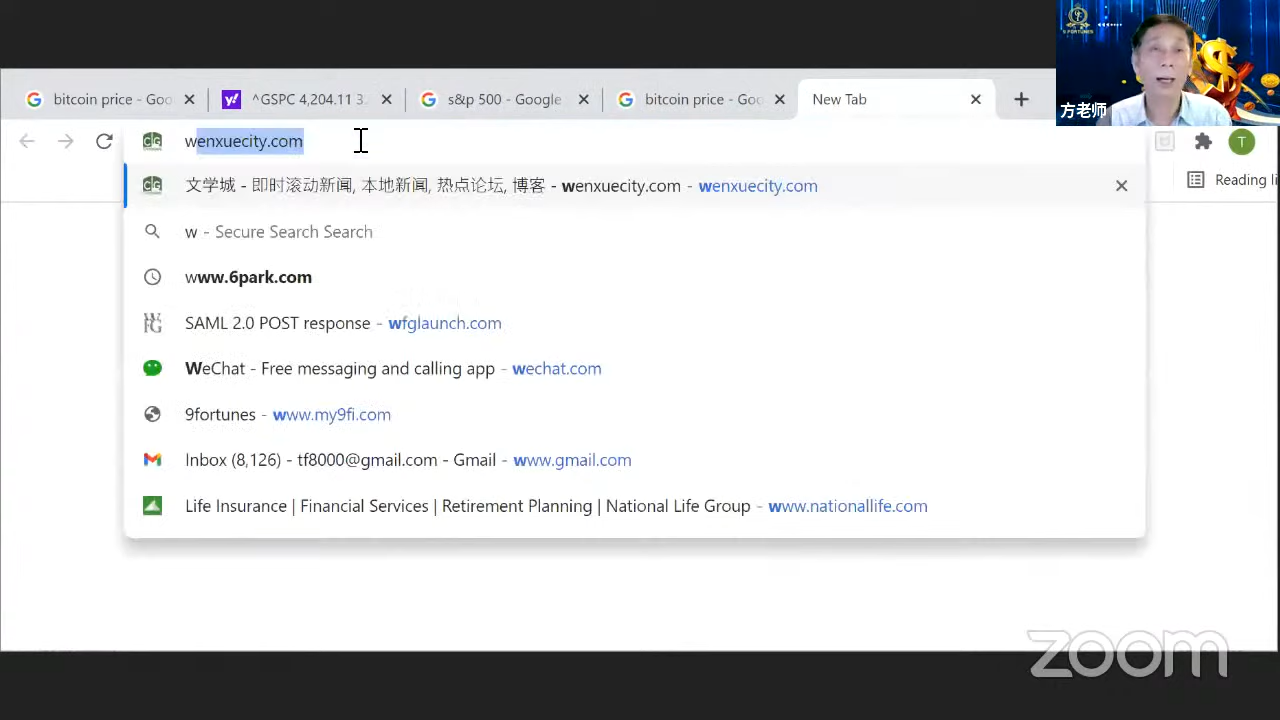 9 FORTUNES
方老师
bitcoin price - Goo
^GSPC 4,204.11 3
s&p 500 - Google
bitcoin price - Goo
New Tab
wenxuecity.com
T
文学城 - 即时滚动新闻, 本地新闻, 热点论坛, 博客 - wenxuecity.com - wenxuecity.com
Reading li
w - Secure Search Search
www.6park.com
SAML 2.0 POST response - wfglaunch.com
WeChat - Free messaging and calling app - wechat.com
9fortunes - www.my9fi.com
Inbox (8,126) - tf8000@gmail.com - Gmail - www.gmail.com
Life Insurance | Financial Services | Retirement Planning | National Life Group - www.nationallife.com
zoom